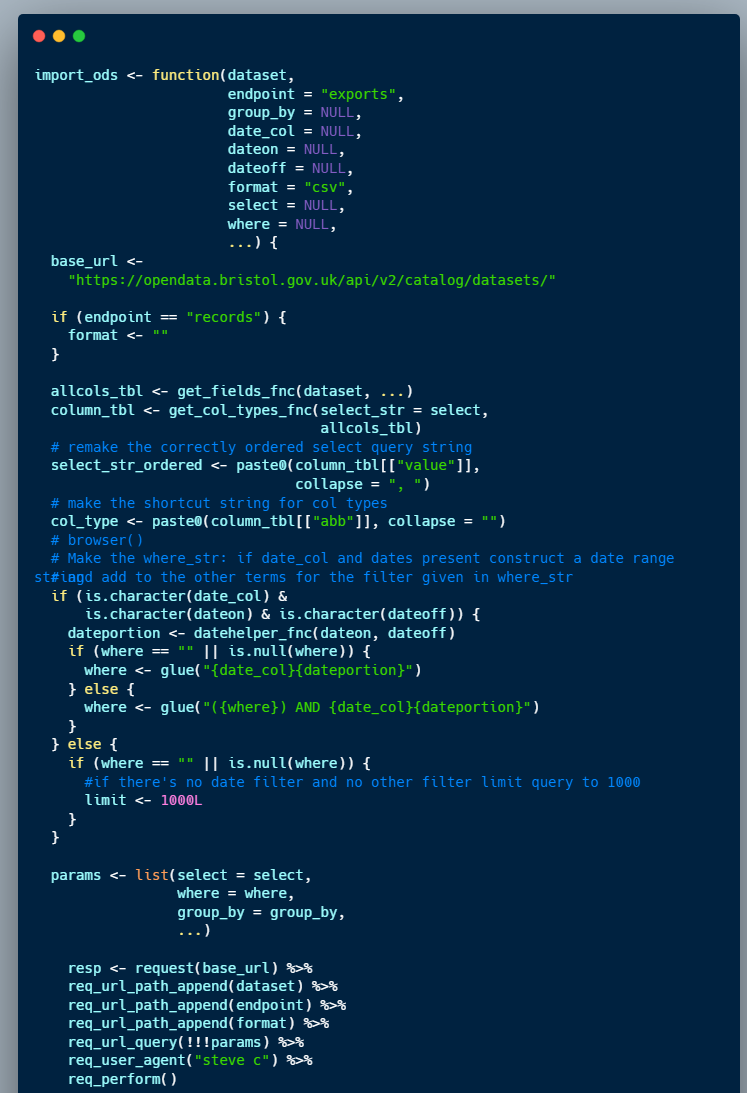 import_ods <- function(dataset,
                       endpoint = "exports",
                       group_by = NULL,
                       date_col = NULL,
                       dateon = NULL,
                       dateoff = NULL,
                       format = "csv",
                       select = NULL,
                       where = NULL,
                       ...) {
  base_url <-
    "https://opendata.bristol.gov.uk/api/v2/catalog/datasets/"

  if (endpoint == "records") {
    format <- ""
  }

  allcols_tbl <- get_fields_fnc(dataset, ...)
  column_tbl <- get_col_types_fnc(select_str = select,
                                  allcols_tbl)
  # remake the correctly ordered select query string
  select_str_ordered <- paste0(column_tbl[["value"]],
                               collapse = ", ")
  # make the shortcut string for col types
  col_type <- paste0(column_tbl[["abb"]], collapse = "")
  # browser()
  # Make the where_str: if date_col and dates present construct a date range
  add to the other terms for the filter given in where_str
  if (is.character(date_col) &
      is.character(dateon) & is.character(dateoff)) {
    dateportion <- datehelper_fnc(dateon, dateoff)
    if (where == "" || is.null(where)) {
      where <- glue("{date_col}{dateportion}")
    } else {
      where <- glue("({where}) AND {date_col}{dateportion}")
    }
  } else {
    if (where == "" || is.null(where)) {
      #if there's no date filter and no other filter limit query to 1000
      limit <- 1000L
    }
  }

  params <- list(select = select,
                 where = where,
                 group_by = group_by,
                 ...)

    resp <- request(base_url) %>%
    req_url_path_append(dataset) %>%
    req_url_path_append(endpoint) %>%
    req_url_path_append(format) %>%
    req_url_query(!!!params) %>%
    req_user_agent("steve c") %>%
    req_perform()